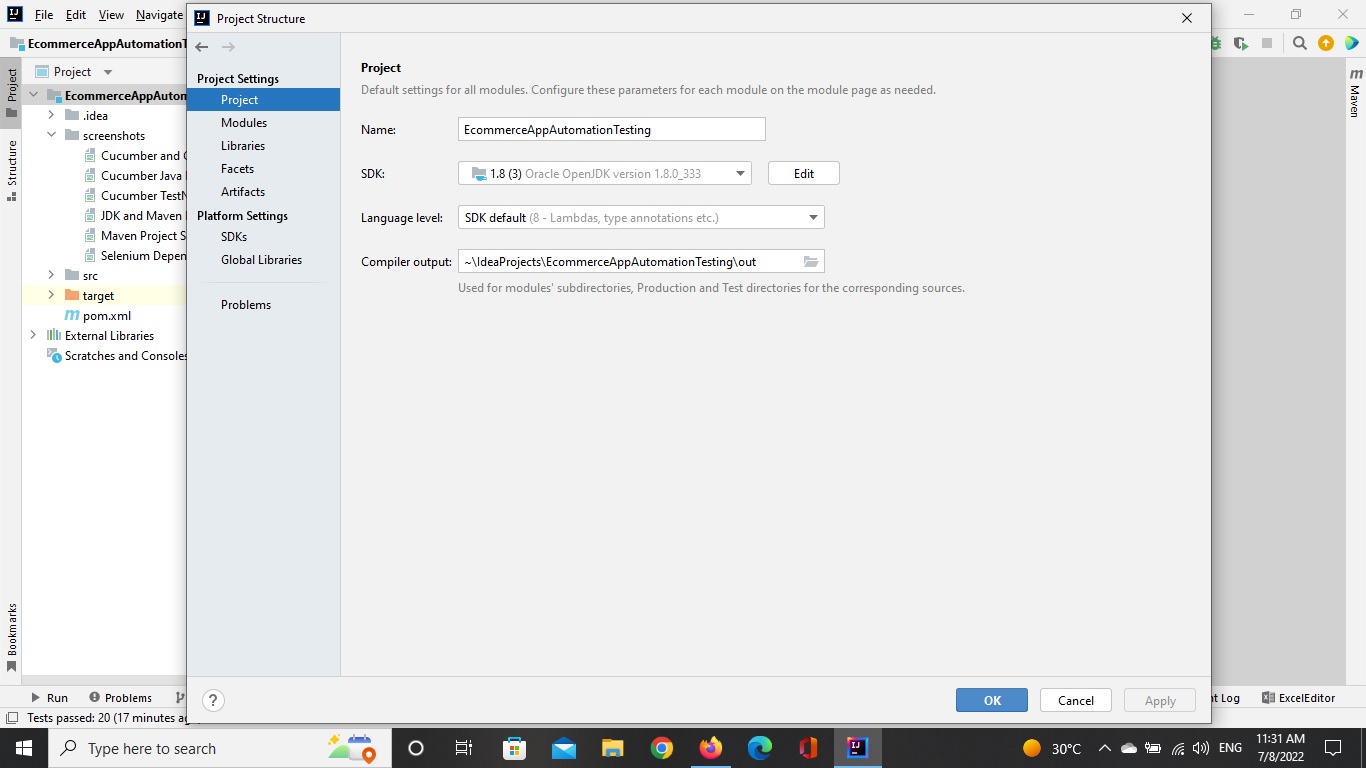 File Edit View Navigate
Project Structure
EcommerceAppAutomationT
Project
Project
EcommerceAppAutom
.idea
screenshots
Cucumber and C
Cucumber Java
Cucumber TestN
JDK and Maven
Maven Project S
Selenium Depen
src
target
pom.xml
External Libraries
Scratches and Consoles
Structure
Bookmarks
Project Settings
Project
Modules
Libraries
Facets
Artifacts
Platform Settings
SDKs
Global Libraries
Problems
Project
Default settings for all modules. Configure these parameters for each module on the module page as needed.
Name: EcommerceAppAutomationTesting
SDK: 1.8 (3) Oracle OpenJDK version 1.8.0_333 Edit
Language level: SDK default (8 - Lambdas, type annotations etc.)
Compiler output: ~\IdeaProjects\EcommerceAppAutomationTesting\out
Used for modules' subdirectories, Production and Test directories for the corresponding sources.
m
Maven
? OK Cancel Apply
Run Problems
nt Log ExcelEditor
Tests passed: 20 (17 minutes ag
Type here to search
30°C ENG
11:31 AM
7/8/2022